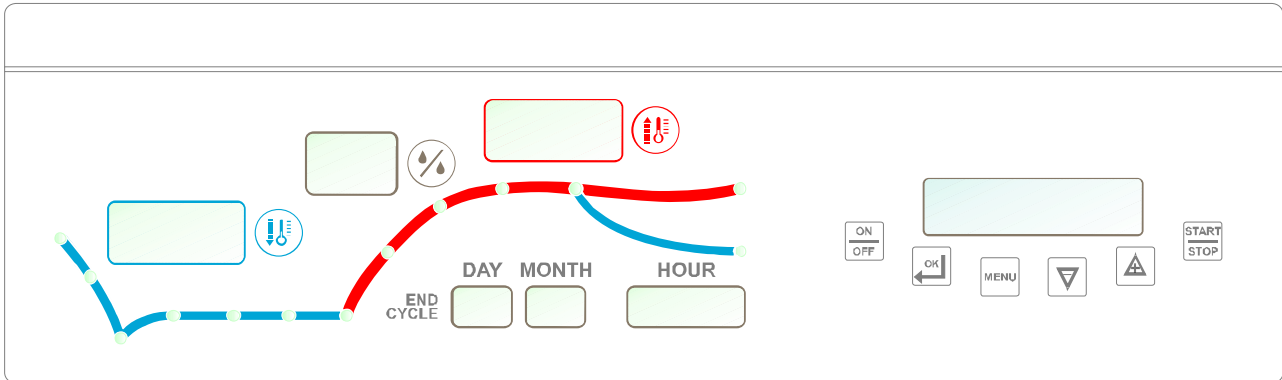 DAY MONTH HOUR
END
CYCLE
ON
OFF
OK
MENU
START
STOP